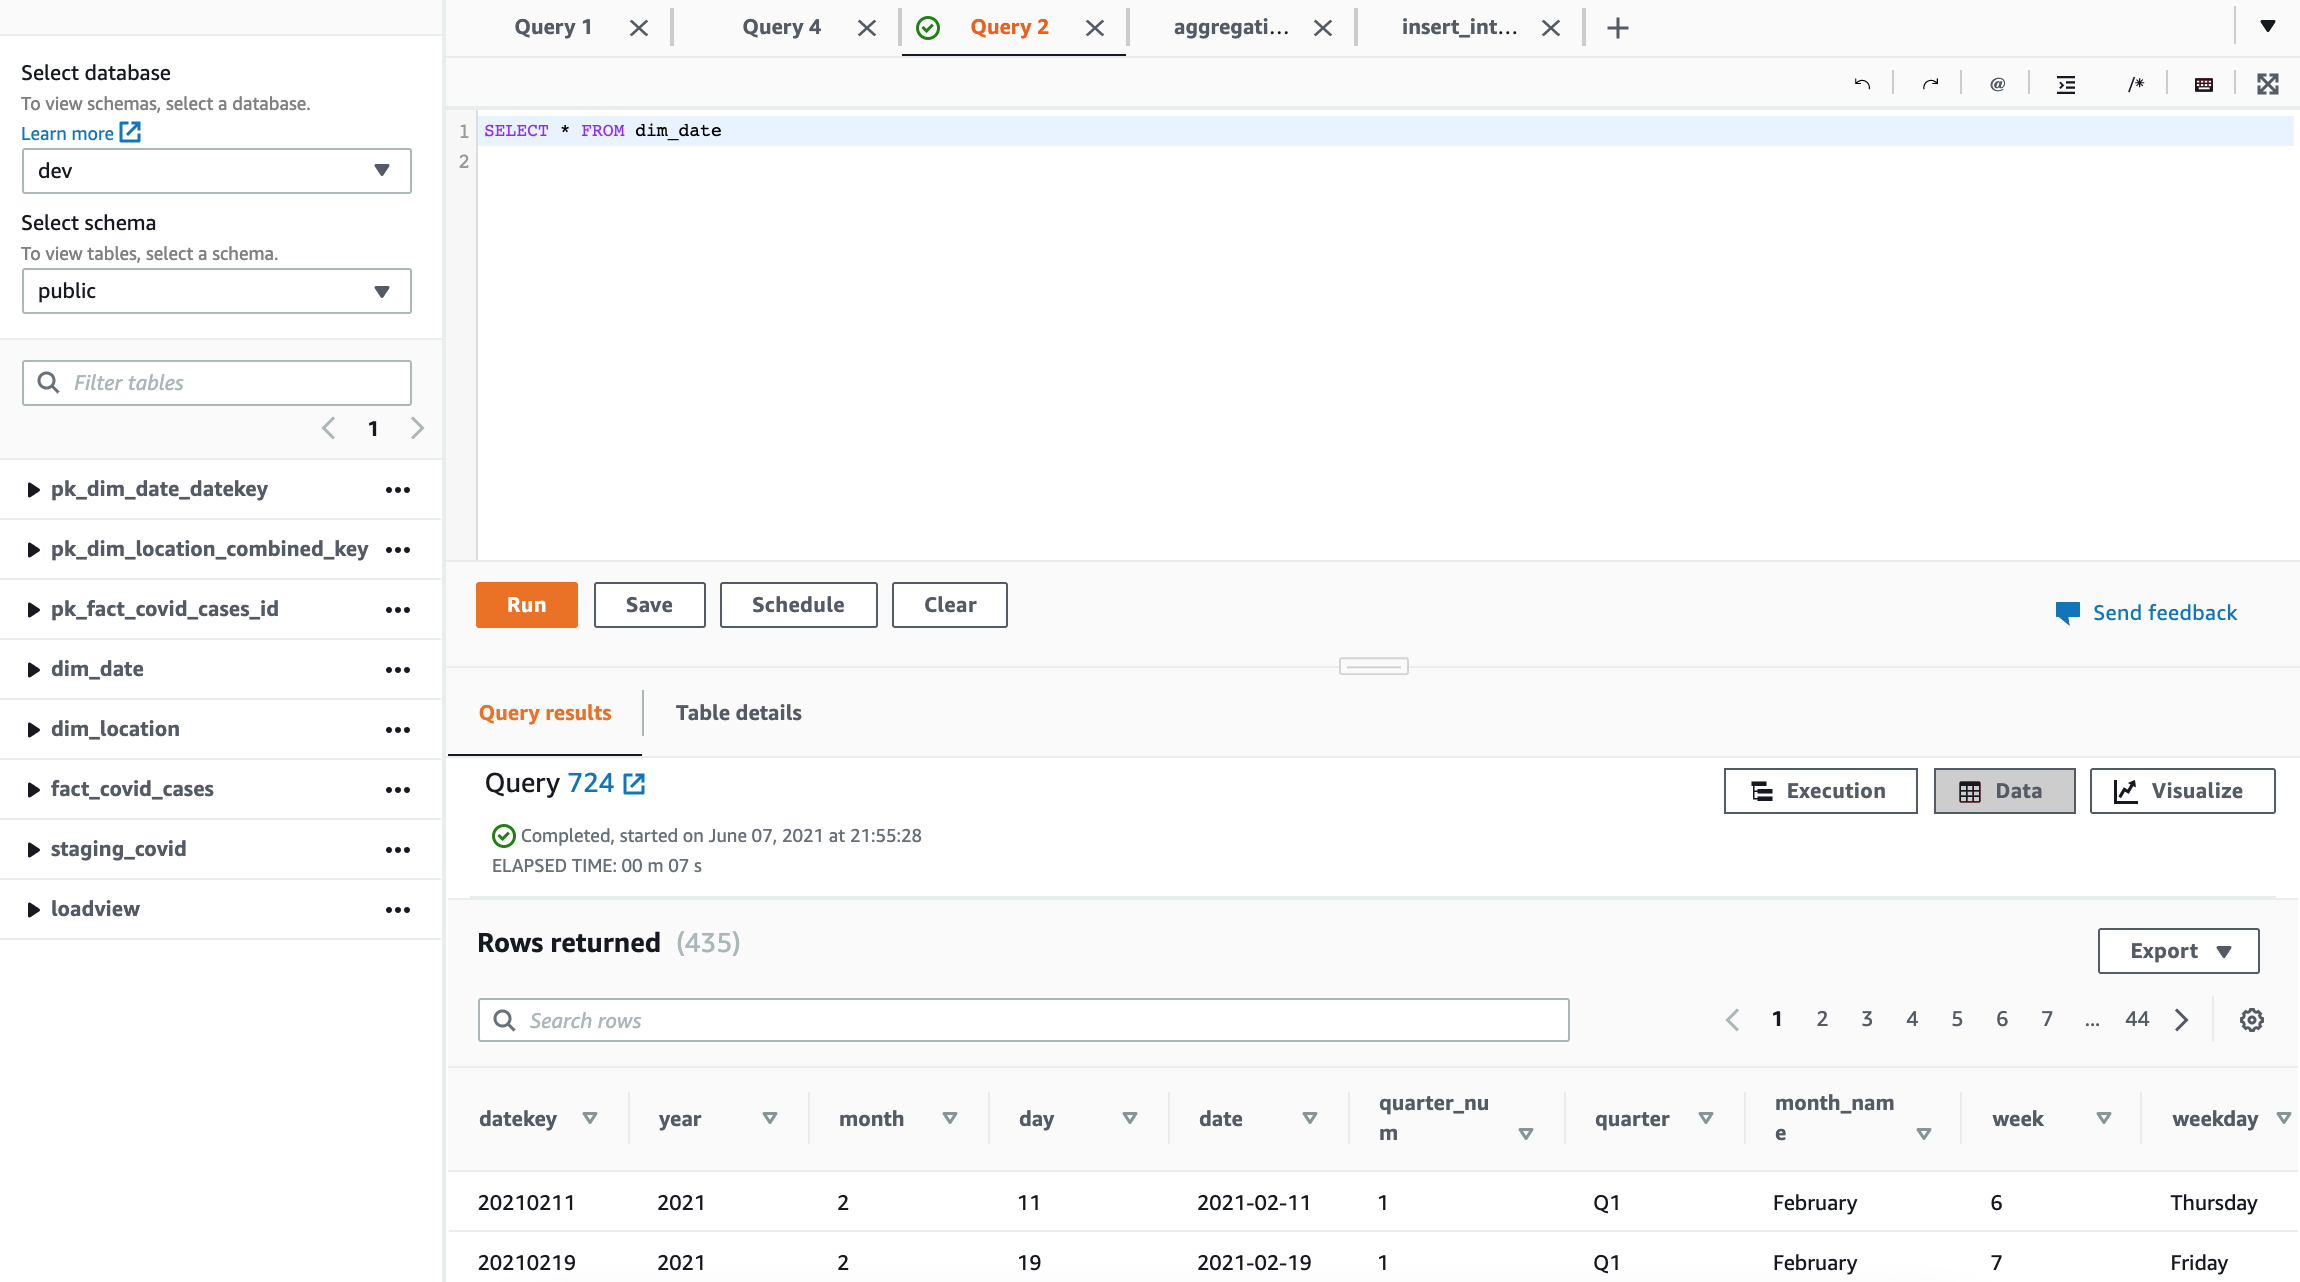 Select database
To view schemas, select a database.
Learn more
dev
Select schema
To view tables, select a schema.
public
Filter tables
1
pk_dim_date_datekey •••
pk_dim_location_combined_key •••
pk_fact_covid_cases_id •••
dim_date •••
dim_location •••
fact_covid_cases •••
staging_covid •••
loadview •••
Query 1 Query 4 Query 2 aggregati... insert_int...
@ /*
1 SELECT * FROM dim_date
2
Run Save Schedule Clear
Send feedback
Query results Table details
Query 724
Execution Data Visualize
Completed, started on June 07, 2021 at 21:55:28
ELAPSED TIME: 00 m 07 s
Rows returned (435)
Export
Search rows
1 2 3 4 5 6 7 ... 44
datekey year month day date quarter_num quarter month_name week weekday
20210211 2021 2 11 2021-02-11 1 Q1 February 6 Thursday
20210219 2021 2 19 2021-02-19 1 Q1 February 7 Friday